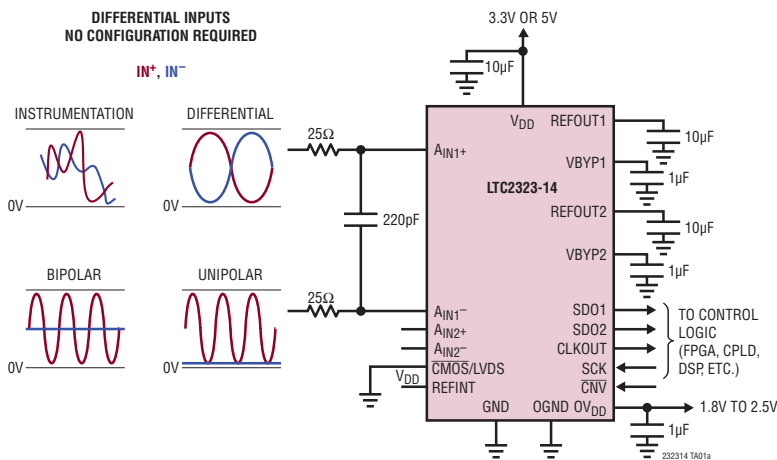 DIFFERENTIAL INPUTS
NO CONFIGURATION REQUIRED
IN+, IN–
INSTRUMENTATION
DIFFERENTIAL
0V
0V
BIPOLAR
UNIPOLAR
0V
0V
25Ω
220pF
25Ω
3.3V OR 5V
10µF
VDD
REFOUT1
10µF
AIN1+
VBYP1
1µF
LTC2323-14
REFOUT2
10µF
VBYP2
1µF
AIN1–
SDO1
AIN2+
SDO2
AIN2–
CLKOUT
CMOS/LVDS
SCK
VDD
REFINT
CNV
TO CONTROL
LOGIC
(FPGA, CPLD,
DSP, ETC.)
GND
OGND
OVDD
1.8V TO 2.5V
1µF
232314 TA01a